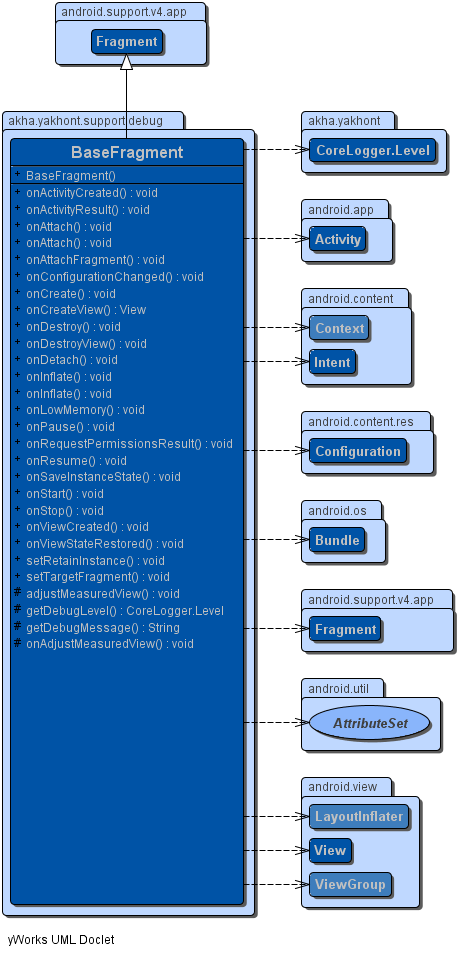 android.support.v4.app
Fragment
akha.yakhont.support.debug
BaseFragment
+ BaseFragment()
+ onActivityCreated() : void
+ onActivityResult() : void
+ onAttach() : void
+ onAttach() : void
+ onAttachFragment() : void
+ onConfigurationChanged() : void
+ onCreate() : void
+ onCreateView() : View
+ onDestroy() : void
+ onDestroyView() : void
+ onDetach() : void
+ onInflate() : void
+ onInflate() : void
+ onLowMemory() : void
+ onPause() : void
+ onRequestPermissionsResult() : void
+ onResume() : void
+ onSaveInstanceState() : void
+ onStart() : void
+ onStop() : void
+ onViewCreated() : void
+ onViewStateRestored() : void
+ setRetainInstance() : void
+ setTargetFragment() : void
# adjustMeasuredView() : void
# getDebugLevel() : CoreLogger.Level
# getDebugMessage() : String
# onAdjustMeasuredView() : void
akha.yakhont
CoreLogger.Level
android.app
Activity
android.content
Context
Intent
android.content.res
Configuration
android.os
Bundle
android.support.v4.app
Fragment
android.util
AttributeSet
android.view
LayoutInflater
View
ViewGroup
yWorks UML Doclet